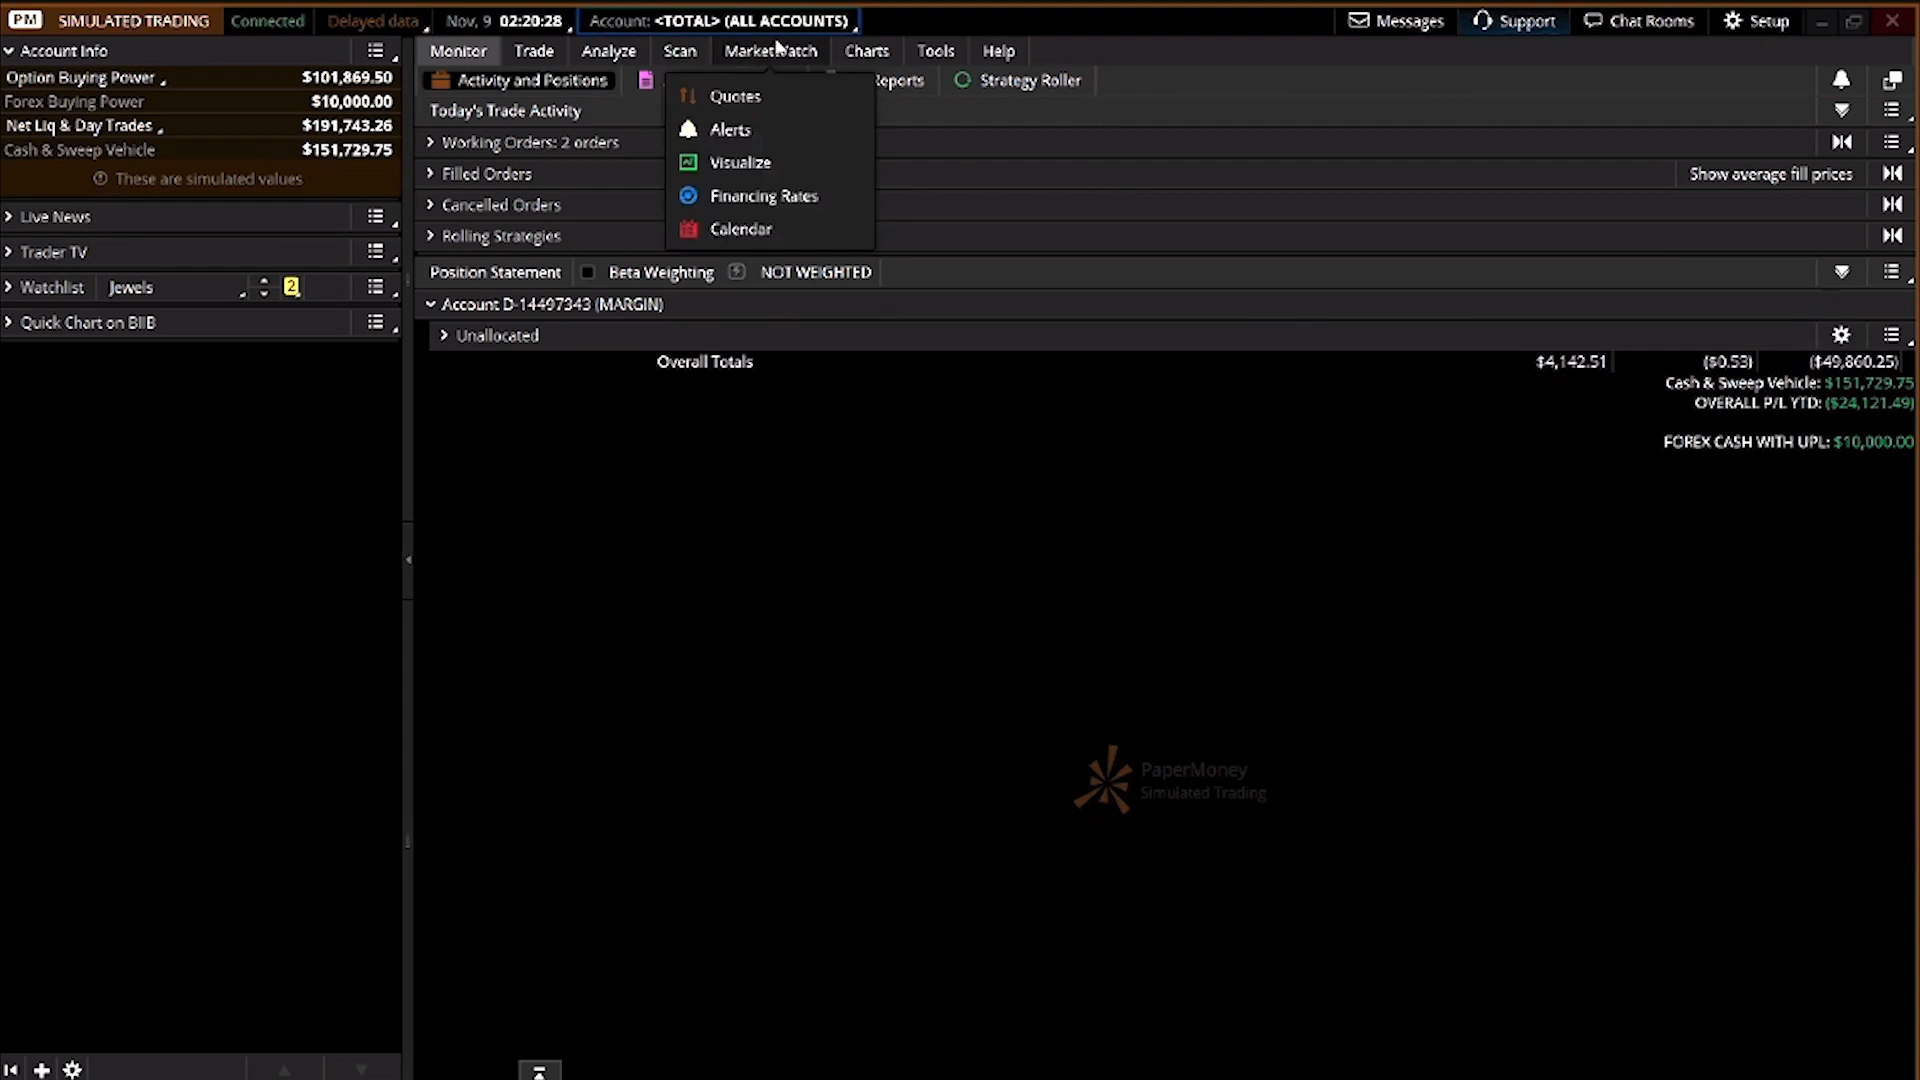 PM SIMULATED TRADING Connected Delayed data Nov, 9 02:20:28 Account: <TOTAL> (ALL ACCOUNTS) Messages Support Chat Rooms Setup
Account Info
Monitor Trade Analyze Scan MarketWatch Charts Tools Help
Option Buying Power $101,869.50
Forex Buying Power $10,000.00
Net Liq & Day Trades $191,743.26
Cash & Sweep Vehicle $151,729.75
These are simulated values
Live News
Trader TV
Watchlist Jewels 2
Quick Chart on BIIB
Activity and Positions Strategy Roller
Quotes
Alerts
Visualize
Financing Rates
Calendar
Today's Trade Activity
Working Orders: 2 orders
Filled Orders Show average fill prices
Cancelled Orders
Rolling Strategies
Position Statement Beta Weighting NOT WEIGHTED
Account D-14497343 (MARGIN)
Unallocated
Overall Totals $4,142.51 ($0.53) ($49,860.25)
Cash & Sweep Vehicle: $151,729.75
OVERALL P/L YTD: ($24,121.49)
FOREX CASH WITH UPL: $10,000.00
PaperMoney
Simulated Trading